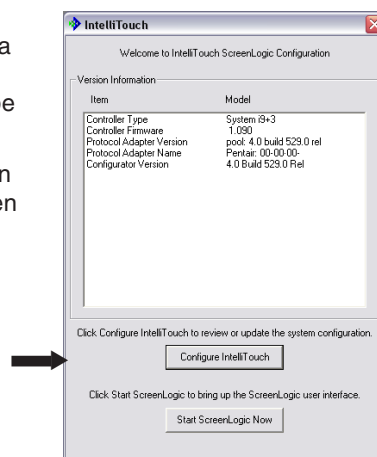 a
be
n
en
IntelliTouch
Welcome to IntelliTouch ScreenLogic Configuration
Version Information
Item Model
Controller Type System i9+3
Controller Firmware 1.090
Protocol Adapter Version pool: 4.0 build 529.0 rel
Protocol Adapter Name Pentair: 00-00-00-
Configurator Version 4.0 Build 529.0 Rel
Click Configure IntelliTouch to review or update the system configuration.
Configure IntelliTouch
Click Start ScreenLogic to bring up the ScreenLogic user interface.
Start ScreenLogic Now